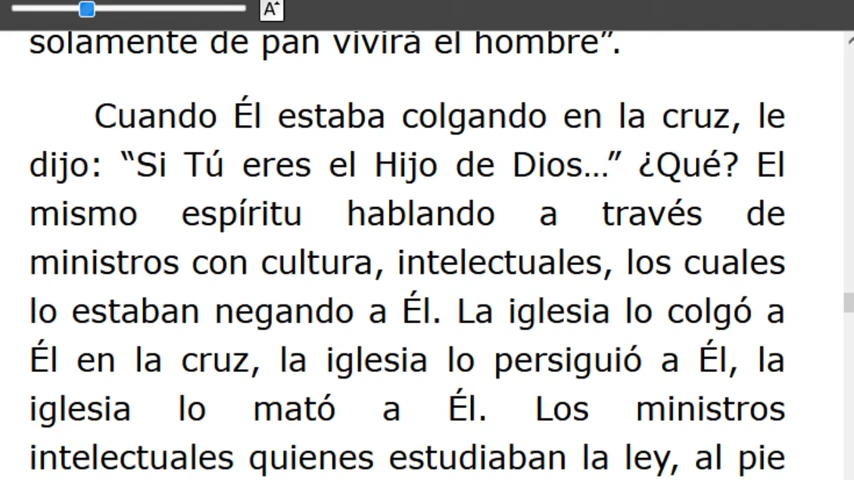 A
solamente de pan vivirá el hombre”.
Cuando Él estaba colgando en la cruz, le
dijo: “Si Tú eres el Hijo de Dios…” ¿Qué? El
mismo espíritu hablando a través de
ministros con cultura, intelectuales, los cuales
lo estaban negando a Él. La iglesia lo colgó a
Él en la cruz, la iglesia lo persiguió a Él, la
iglesia lo mató a Él. Los ministros
intelectuales quienes estudiaban la ley, al pie